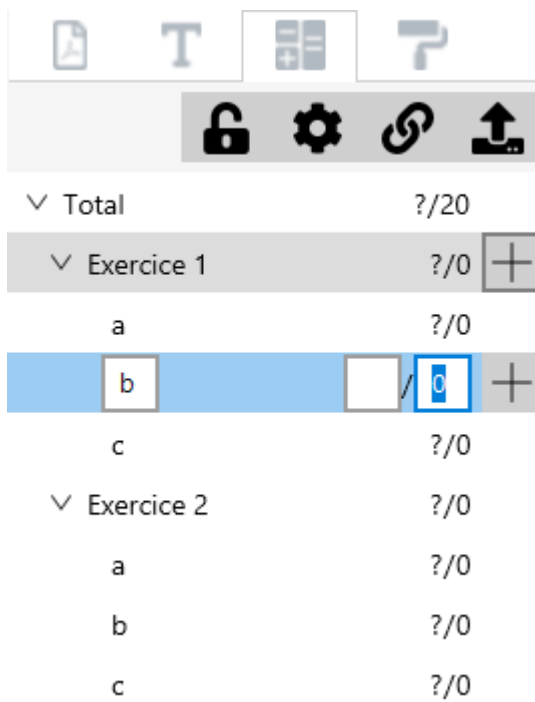 T
Total ?/20
Exercice 1 ?/0
a ?/0
b / 0
c ?/0
Exercice 2 ?/0
a ?/0
b ?/0
c ?/0